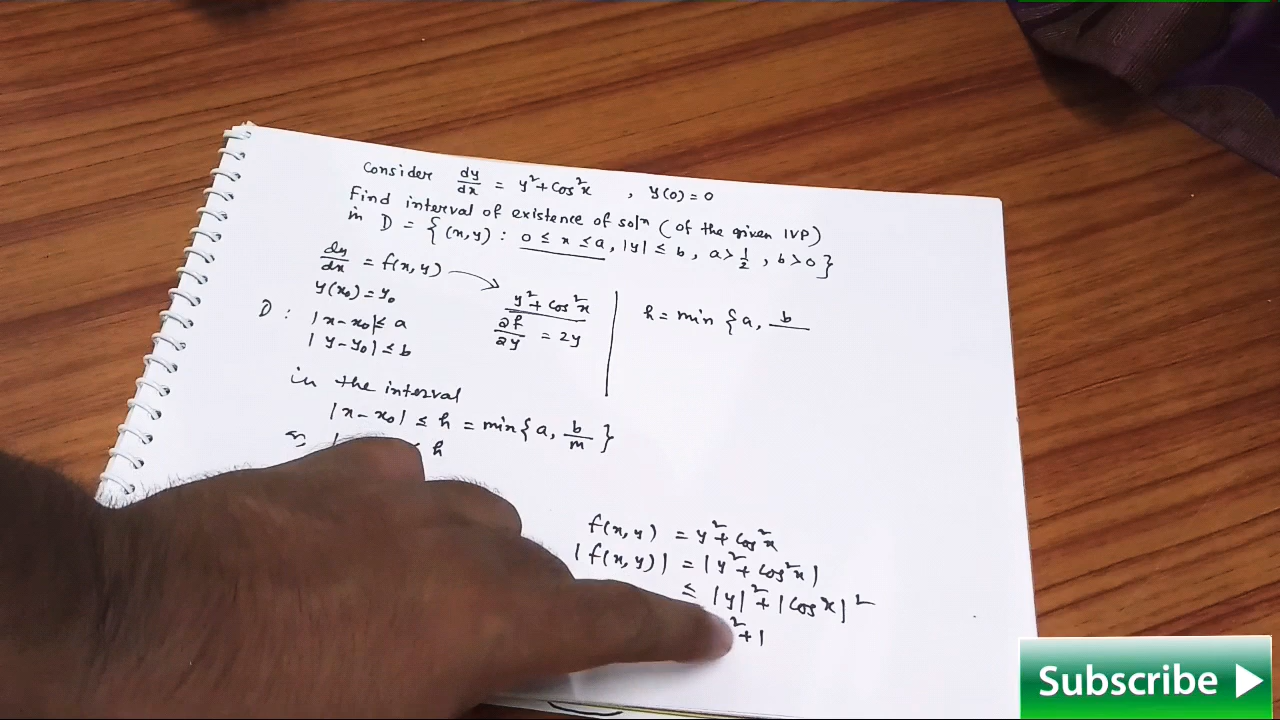 Consider dy/dx = y² + cos²x , y(0) = 0
Find interval of existence of solⁿ (of the given IVP)
in D = {(x,y) : 0 ≤ x ≤ a, |y| ≤ b, a > 1/2, b > 0}
dy/dx = f(x,y)
y(x₀) = y₀
D : |x - x₀| ≤ a
|y - y₀| ≤ b
y² + cos²x
∂f/∂y = 2y
h = min {a, b
in the interval
|x - x₀| ≤ h = min{a, b/m}
≤ h
f(x,y) = y² + cos²x
|f(x,y)| = |y² + cos²x|
≤ |y|² + |cos x|²
² + 1
Subscribe